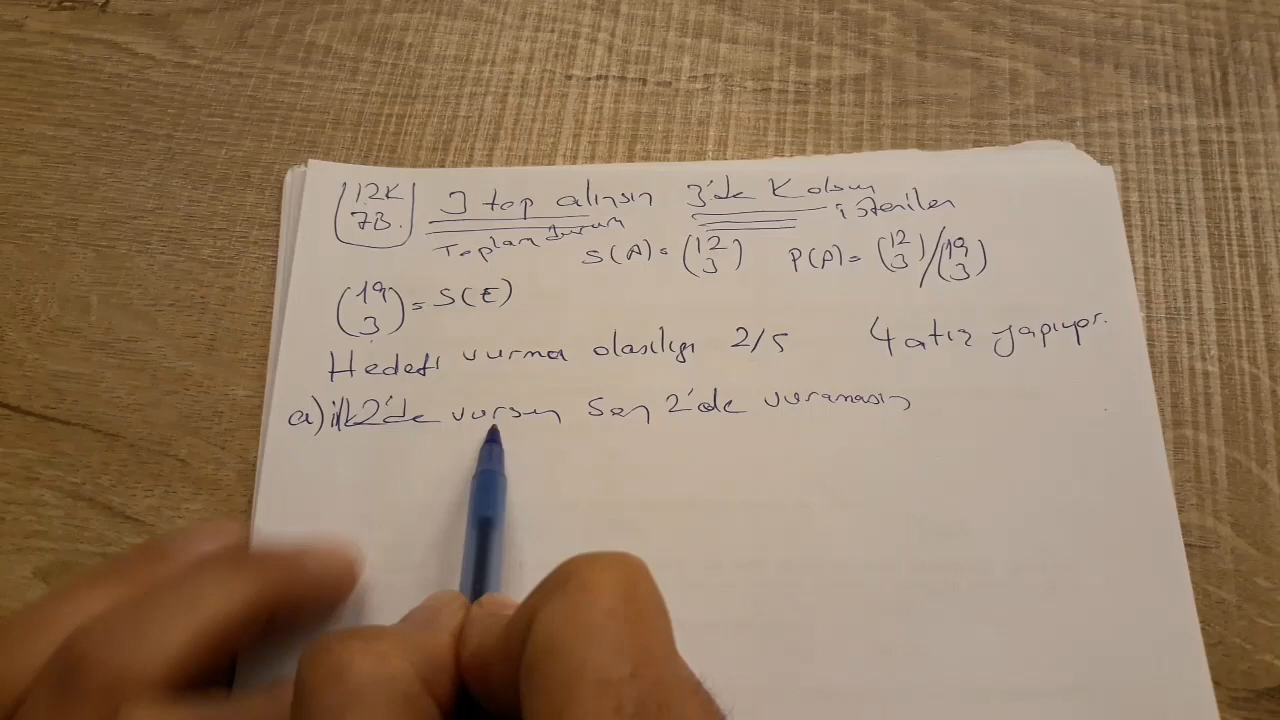 12K 3 top alınsın 3'de K olsun
7B. Toplam Durum istenilen
S(A) = (12 3) P(A) = (12 3)/(19 3)
(19 3) = S(E)
Hedefi vurma olasılığı 2/5 4 atış yapıyor.
a) ilk 2'de vursun Son 2'de vuramasın